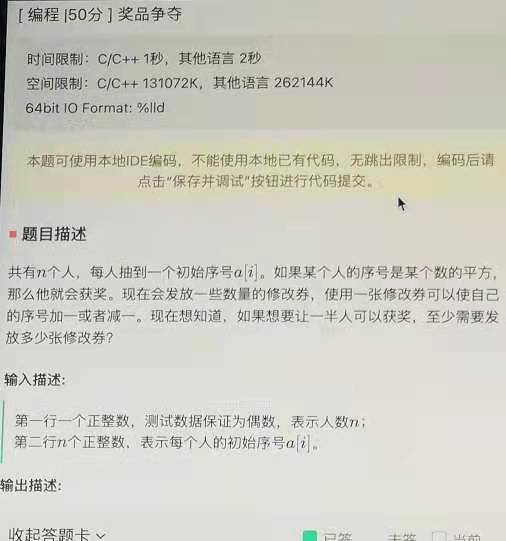 [ 编程 |50分 ] 奖品争夺
时间限制：C/C++ 1秒，其他语言 2秒
空间限制：C/C++ 131072K，其他语言 262144K
64bit IO Format: %lld
本题可使用本地IDE编码，不能使用本地已有代码，无跳出限制，编码后请
点击“保存并调试”按钮进行代码提交。
题目描述
共有n个人，每人抽到一个初始序号a[i]。如果某个人的序号是某个数的平方，
那么他就会获奖。现在会发放一些数量的修改券，使用一张修改券可以使自己
的序号加一或者减一。现在想知道，如果想要让一半人可以获奖，至少需要发
放多少张修改券？
输入描述:
第一行一个正整数，测试数据保证为偶数，表示人数n；
第二行n个正整数，表示每个人的初始序号a[i]。
输出描述:
收起答题卡 已答 未答 当前